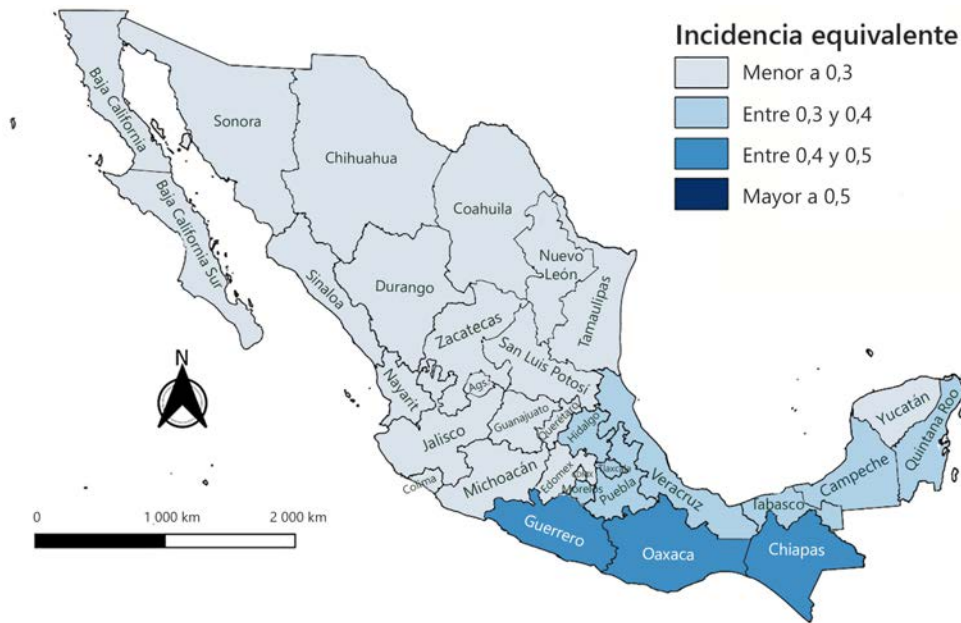 Incidencia equivalente
Menor a 0,3
Entre 0,3 y 0,4
Entre 0,4 y 0,5
Mayor a 0,5
Baja California
Sonora
Chihuahua
Coahuila
Baja California Sur
Nuevo
León
Sinaloa
Durango
Tamaulipas
Zacatecas
San Luis Potosí
N
Nayarit
Ags.
Guanajuato
Querétaro
Hidalgo
Jalisco
Yucatán
Quintana Roo
Campeche
Colima
Michoacán
Edomex
Tlaxcala
Morelos
Puebla
Veracruz
Tabasco
0
1 000 km
2 000 km
Guerrero
Oaxaca
Chiapas